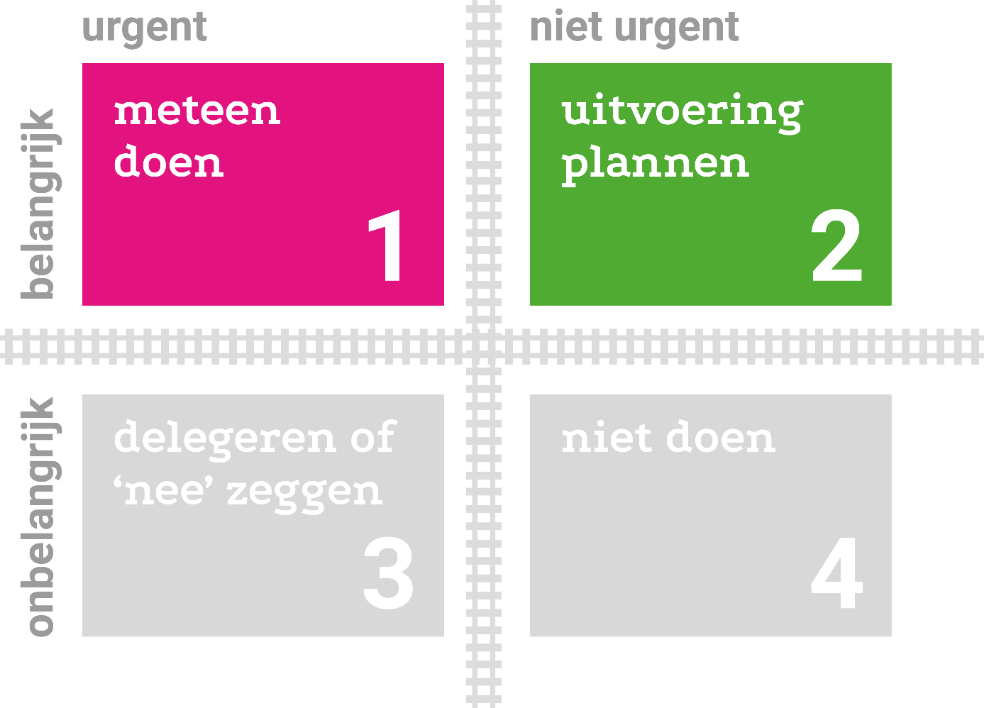 urgent
niet urgent
belangrijk
meteen
doen
1
uitvoering
plannen
2
onbelangrijk
delegeren of
‘nee’ zeggen
3
niet doen
4